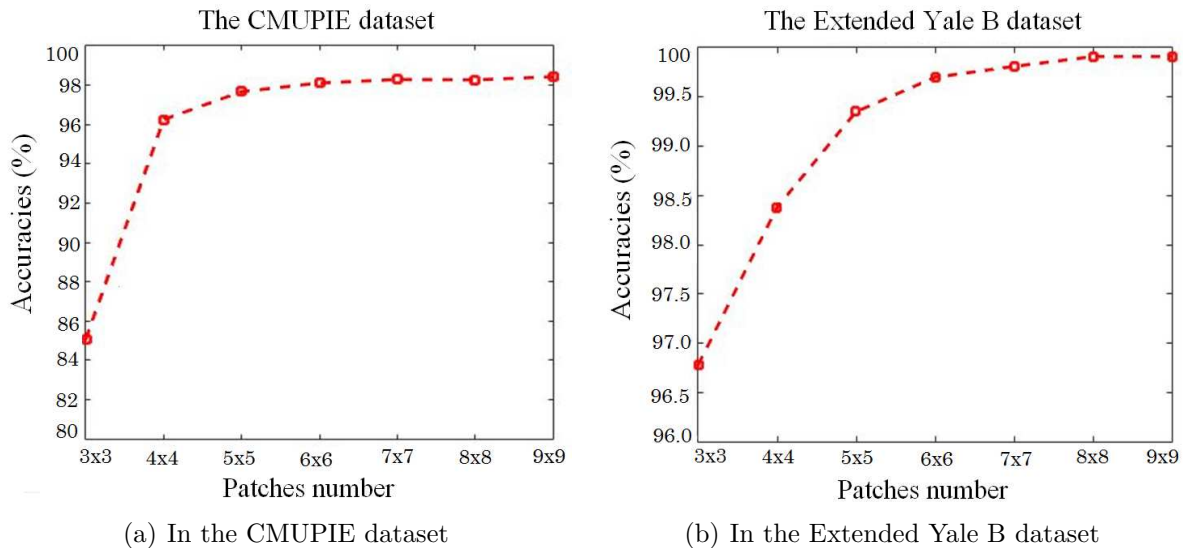 The CMUPIE dataset
100
98
96
94
92
90
88
86
84
82
80
Accuracies (%)
3x3 4x4 5x5 6x6 7x7 8x8 9x9
Patches number
(a) In the CMUPIE dataset
The Extended Yale B dataset
100
99.5
99.0
98.5
98.0
97.5
97.0
96.5
96.0
Accuracies (%)
3x3 4x4 5x5 6x6 7x7 8x8 9x9
Patches number
(b) In the Extended Yale B dataset